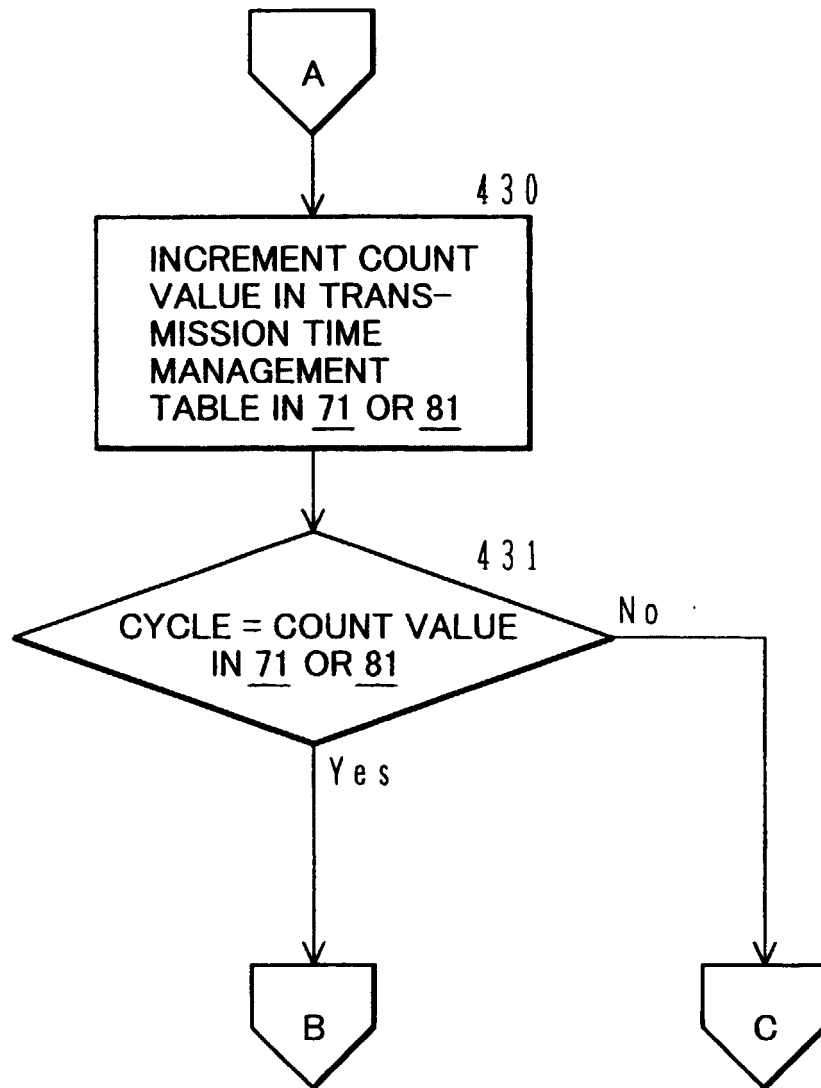 A
430
INCREMENT COUNT
VALUE IN TRANS-
MISSION TIME
MANAGEMENT
TABLE IN 71 OR 81
431
CYCLE = COUNT VALUE
IN 71 OR 81
No
Yes
B
C